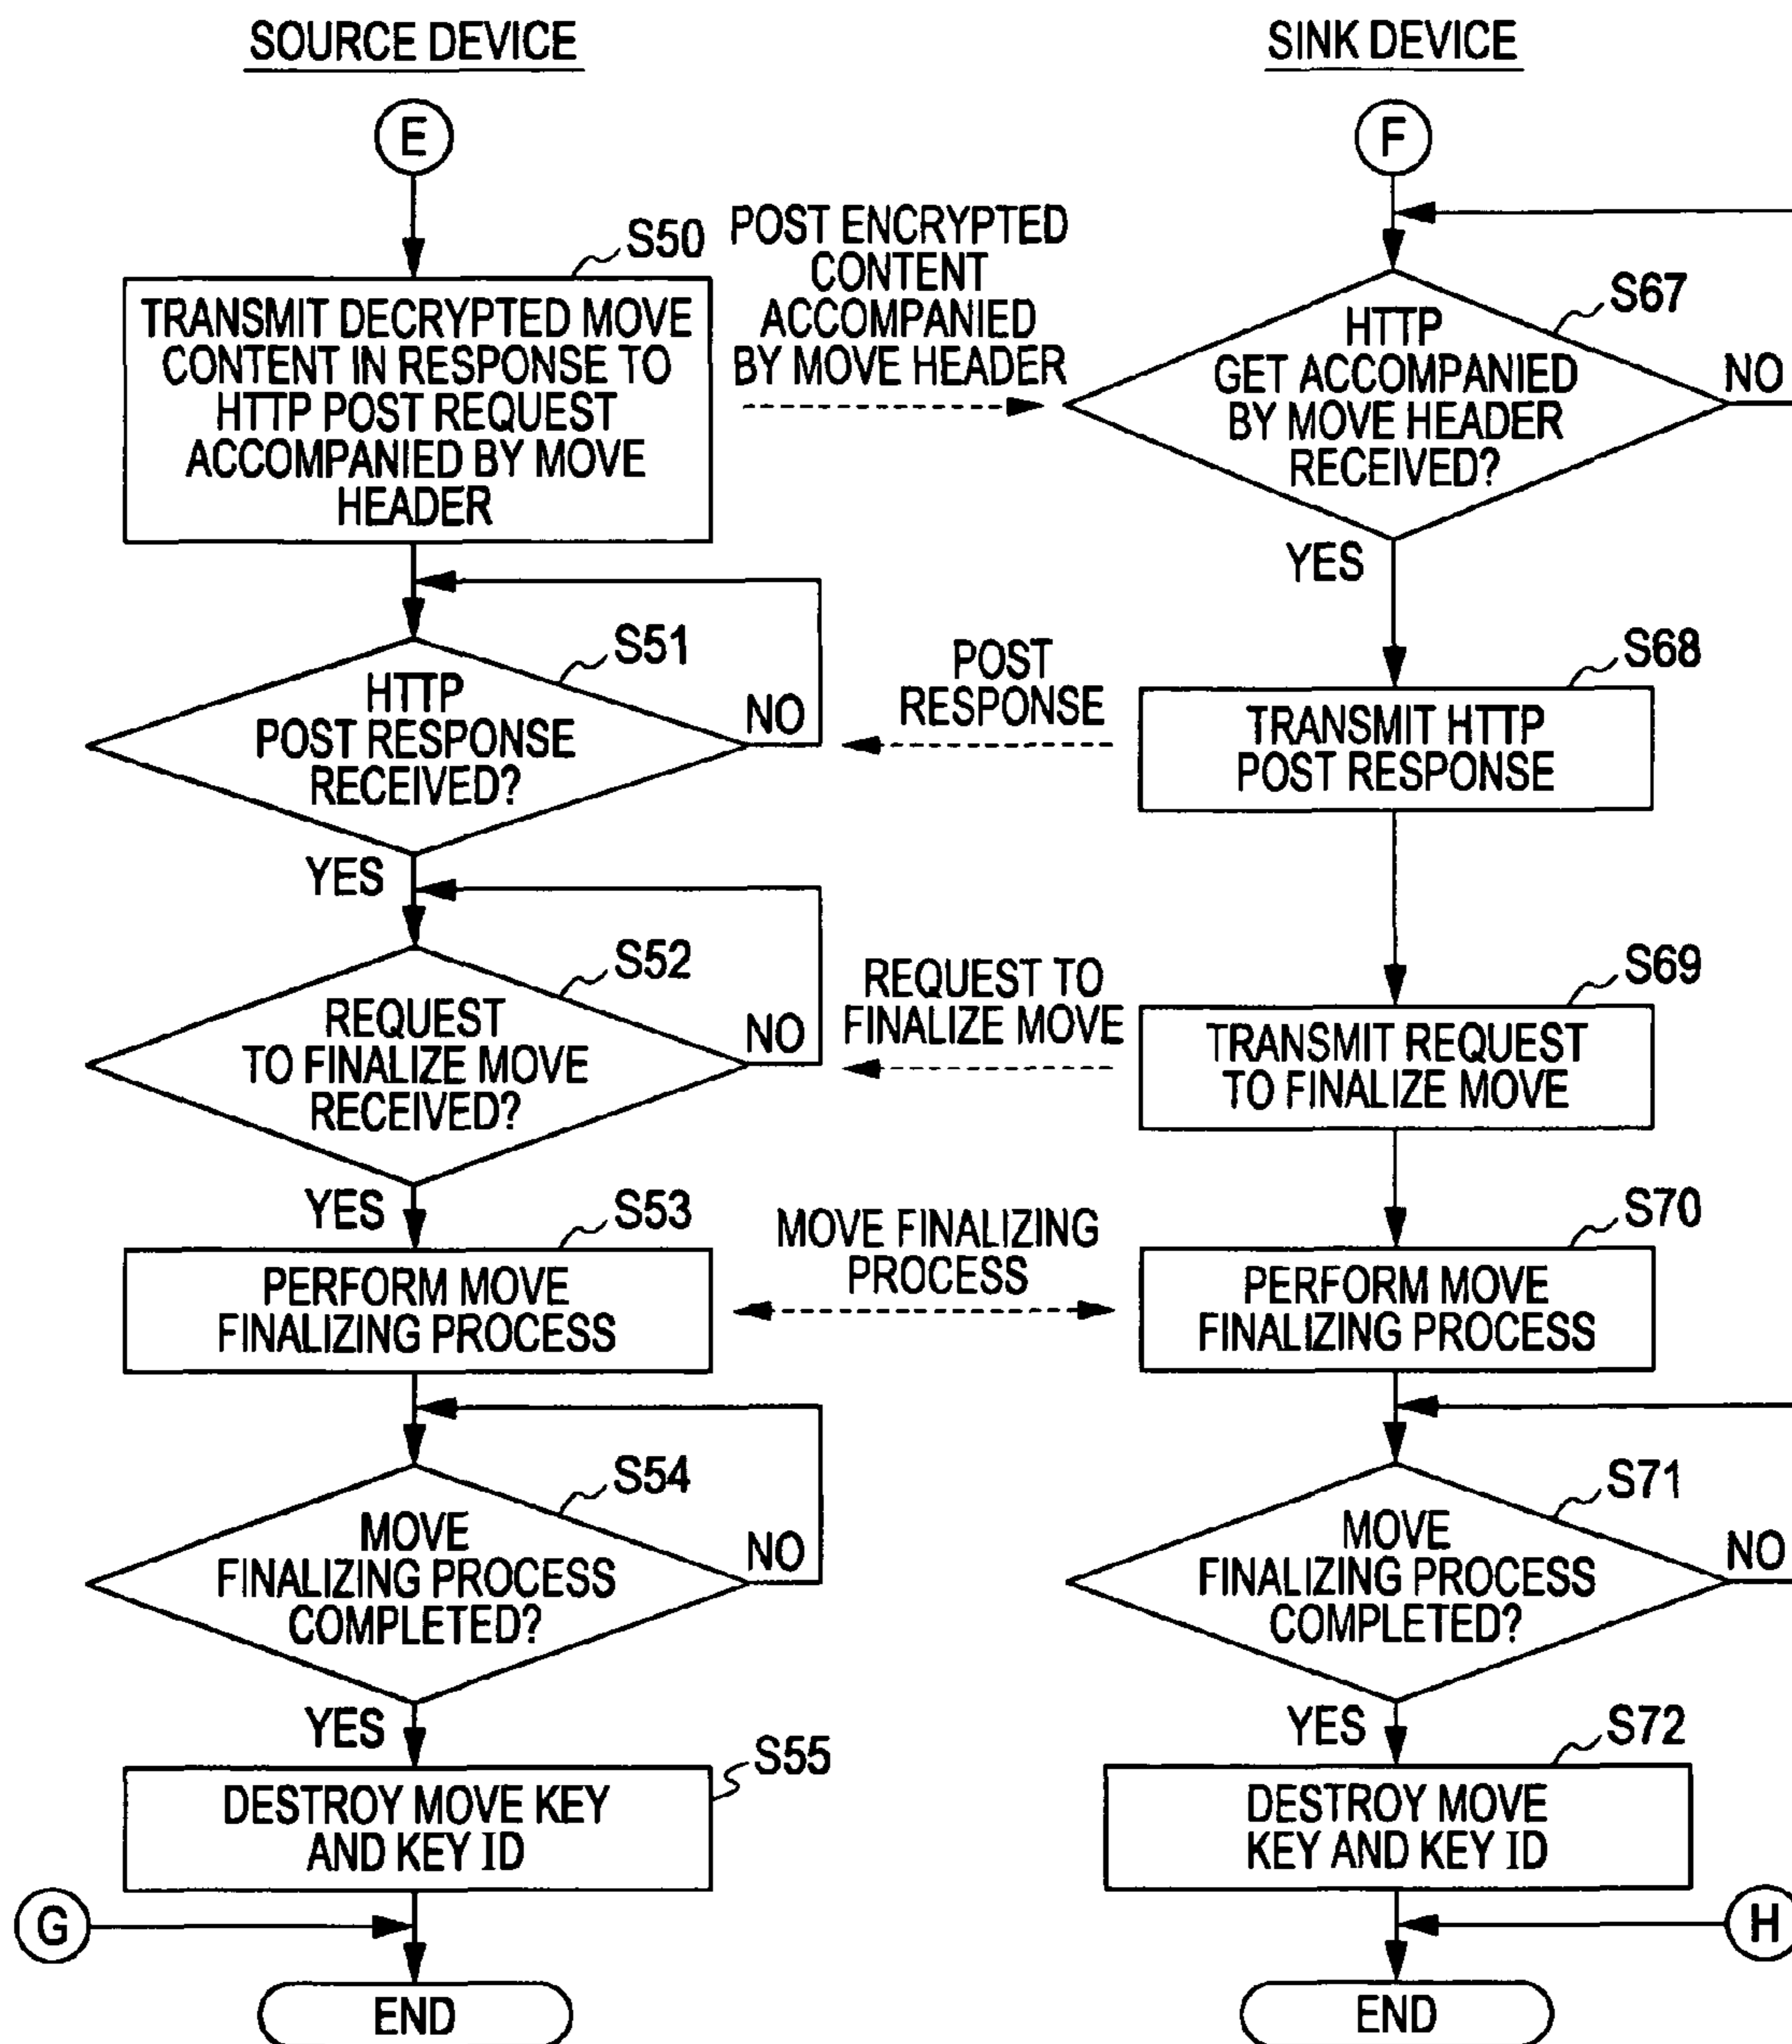 SOURCE DEVICE
E
S50
TRANSMIT DECRYPTED MOVE
CONTENT IN RESPONSE TO
HTTP POST REQUEST
ACCOMPANIED BY MOVE
HEADER
S51
HTTP
POST RESPONSE
RECEIVED?
NO
YES
S52
REQUEST
TO FINALIZE MOVE
RECEIVED?
NO
YES
S53
PERFORM MOVE
FINALIZING PROCESS
S54
MOVE
FINALIZING PROCESS
COMPLETED?
NO
YES
S55
DESTROY MOVE KEY
AND KEY ID
G
END
POST ENCRYPTED
CONTENT
ACCOMPANIED
BY MOVE HEADER
POST
RESPONSE
REQUEST TO
FINALIZE MOVE
MOVE FINALIZING
PROCESS
SINK DEVICE
F
S67
HTTP
GET ACCOMPANIED
BY MOVE HEADER
RECEIVED?
NO
YES
S68
TRANSMIT HTTP
POST RESPONSE
S69
TRANSMIT REQUEST
TO FINALIZE MOVE
S70
PERFORM MOVE
FINALIZING PROCESS
S71
MOVE
FINALIZING PROCESS
COMPLETED?
NO
YES
S72
DESTROY MOVE
KEY AND KEY ID
H
END